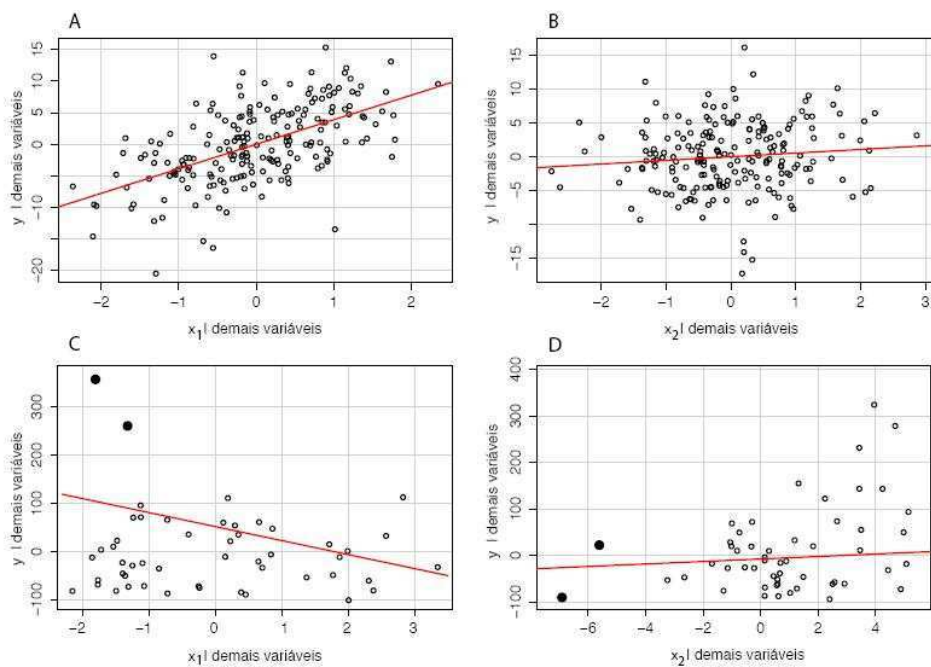 A
15
10
5
0
−10
−20
y | demais variáveis
−2 −1 0 1 2
x1| demais variáveis
B
15
5
0
−5
−15
y | demais variáveis
−2 −1 0 1 2 3
x2| demais variáveis
C
300
200
100
0
−100
y | demais variáveis
−2 −1 0 1 2 3
x1| demais variáveis
D
400
300
200
100
0
−100
y | demais variáveis
−6 −4 −2 0 2 4
x2| demais variáveis